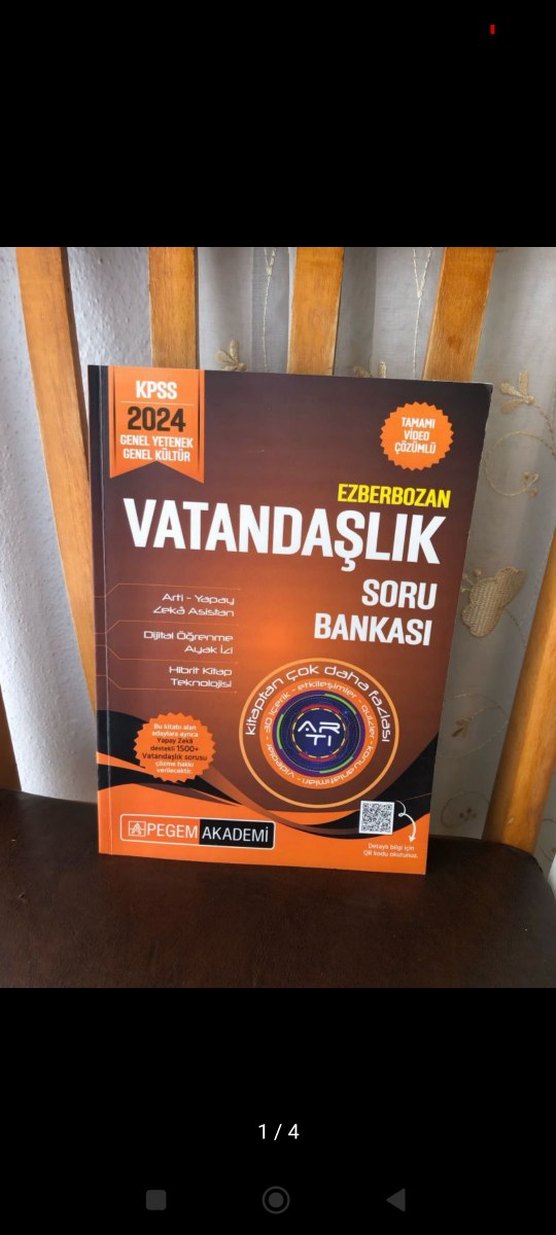 KPSS
2024
GENEL YETENEK
GENEL KÜLTÜR
TAMAMI
VİDEO
ÇÖZÜMLÜ
EZBERBOZAN
VATANDAŞLIK
SORU
BANKASI
Arti - Yapay
Zekâ Asistan
Dijital Öğrenme
Ayak İzi
Hibrit Kitap
Teknolojisi
kitaptan çok daha fazlası
ARTI
Bu kitabı alan
adaylara ayrıca
Yapay Zekâ
destekli 1500+
Vatandaşlık sorusu
çözme hakkı
verilecektir.
PEGEM AKADEMİ
Detaylı bilgi için
QR kodu okutunuz.
1 / 4